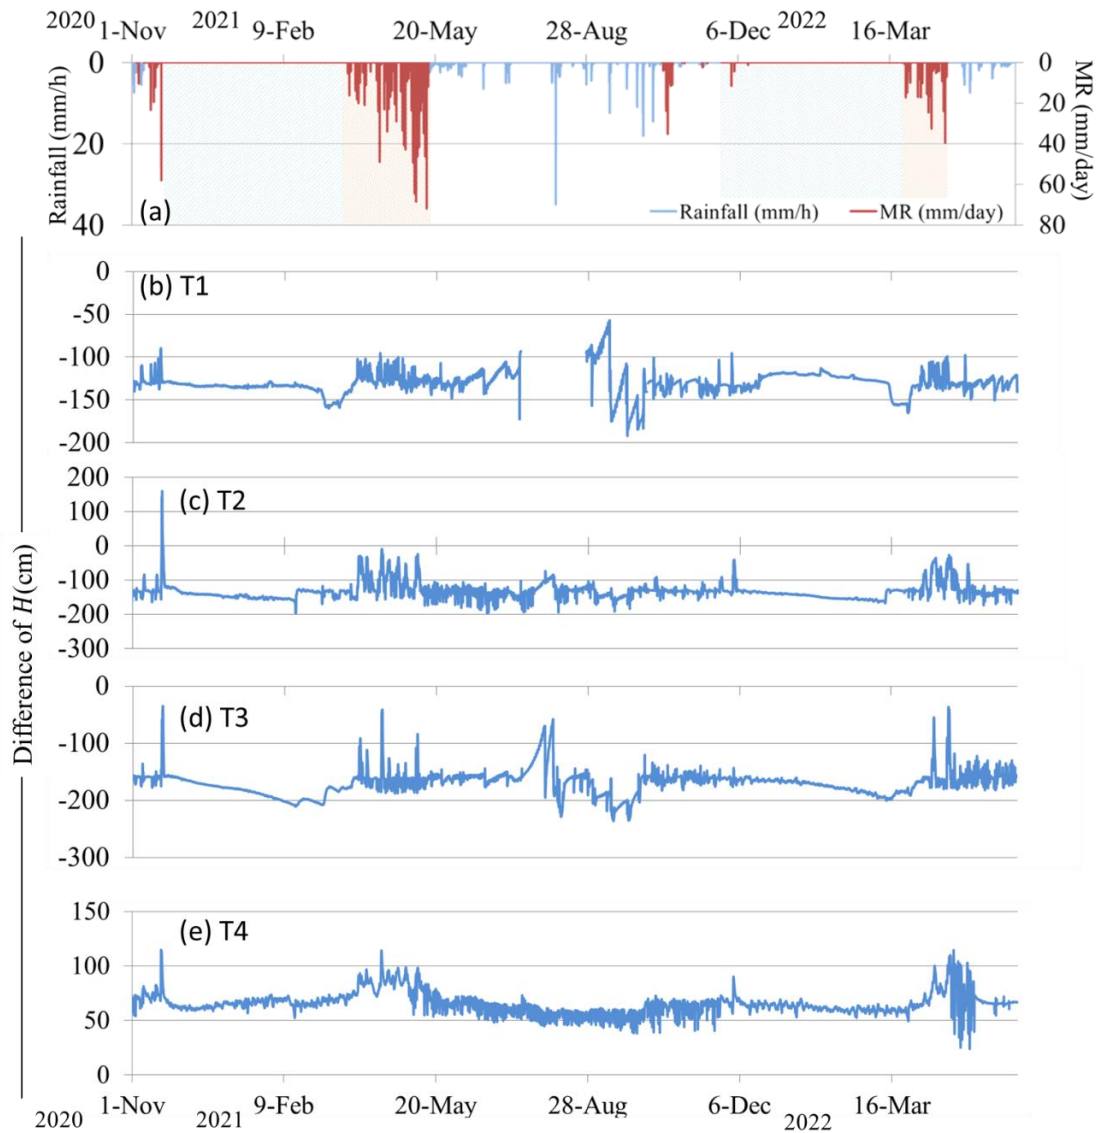 2020 2021 2022
1-Nov 9-Feb 20-May 28-Aug 6-Dec 16-Mar
Rainfall (mm/h)
0
20
40
MR (mm/day)
0
20
40
60
80
(a)
Rainfall (mm/h) MR (mm/day)
Difference of H(cm)
(b) T1
0
-50
-100
-150
-200
(c) T2
200
100
0
-100
-200
-300
(d) T3
0
-100
-200
-300
(e) T4
150
100
50
0
1-Nov 9-Feb 20-May 28-Aug 6-Dec 16-Mar
2020 2021 2022